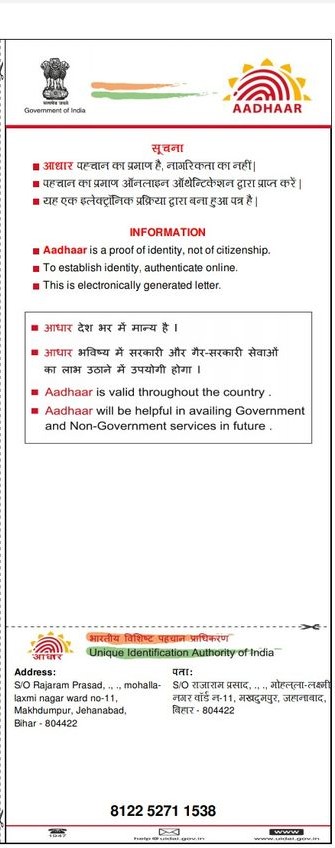 सत्यमेव जयते
Government of India
AADHAAR
सूचना
आधार पहचान का प्रमाण है, नागरिकता का नहीं |
पहचान का प्रमाण ऑनलाइन ऑथेन्टिकेशन द्वारा प्राप्त करें |
यह एक इलेक्ट्रॉनिक प्रक्रिया द्वारा बना हुआ पत्र है |
INFORMATION
Aadhaar is a proof of identity, not of citizenship.
To establish identity, authenticate online.
This is electronically generated letter.
आधार देश भर में मान्य है ।
आधार भविष्य में सरकारी और गैर-सरकारी सेवाओं
का लाभ उठाने में उपयोगी होगा ।
Aadhaar is valid throughout the country .
Aadhaar will be helpful in availing Government
and Non-Government services in future .
भारतीय विशिष्ट पहचान प्राधिकरण
Unique Identification Authority of India
आधार
Address:
S/O Rajaram Prasad, ., ., mohalla-
laxmi nagar ward no-11,
Makhdumpur, Jehanabad,
Bihar - 804422
पता:
S/O राजाराम प्रसाद, ., ., मोहल्ला-लक्ष्मी
नगर वॉर्ड न-11, मखदुमपुर, जहानाबाद,
बिहार - 804422
8122 5271 1538
1947
help@uidai.gov.in
www
www.uidai.gov.in